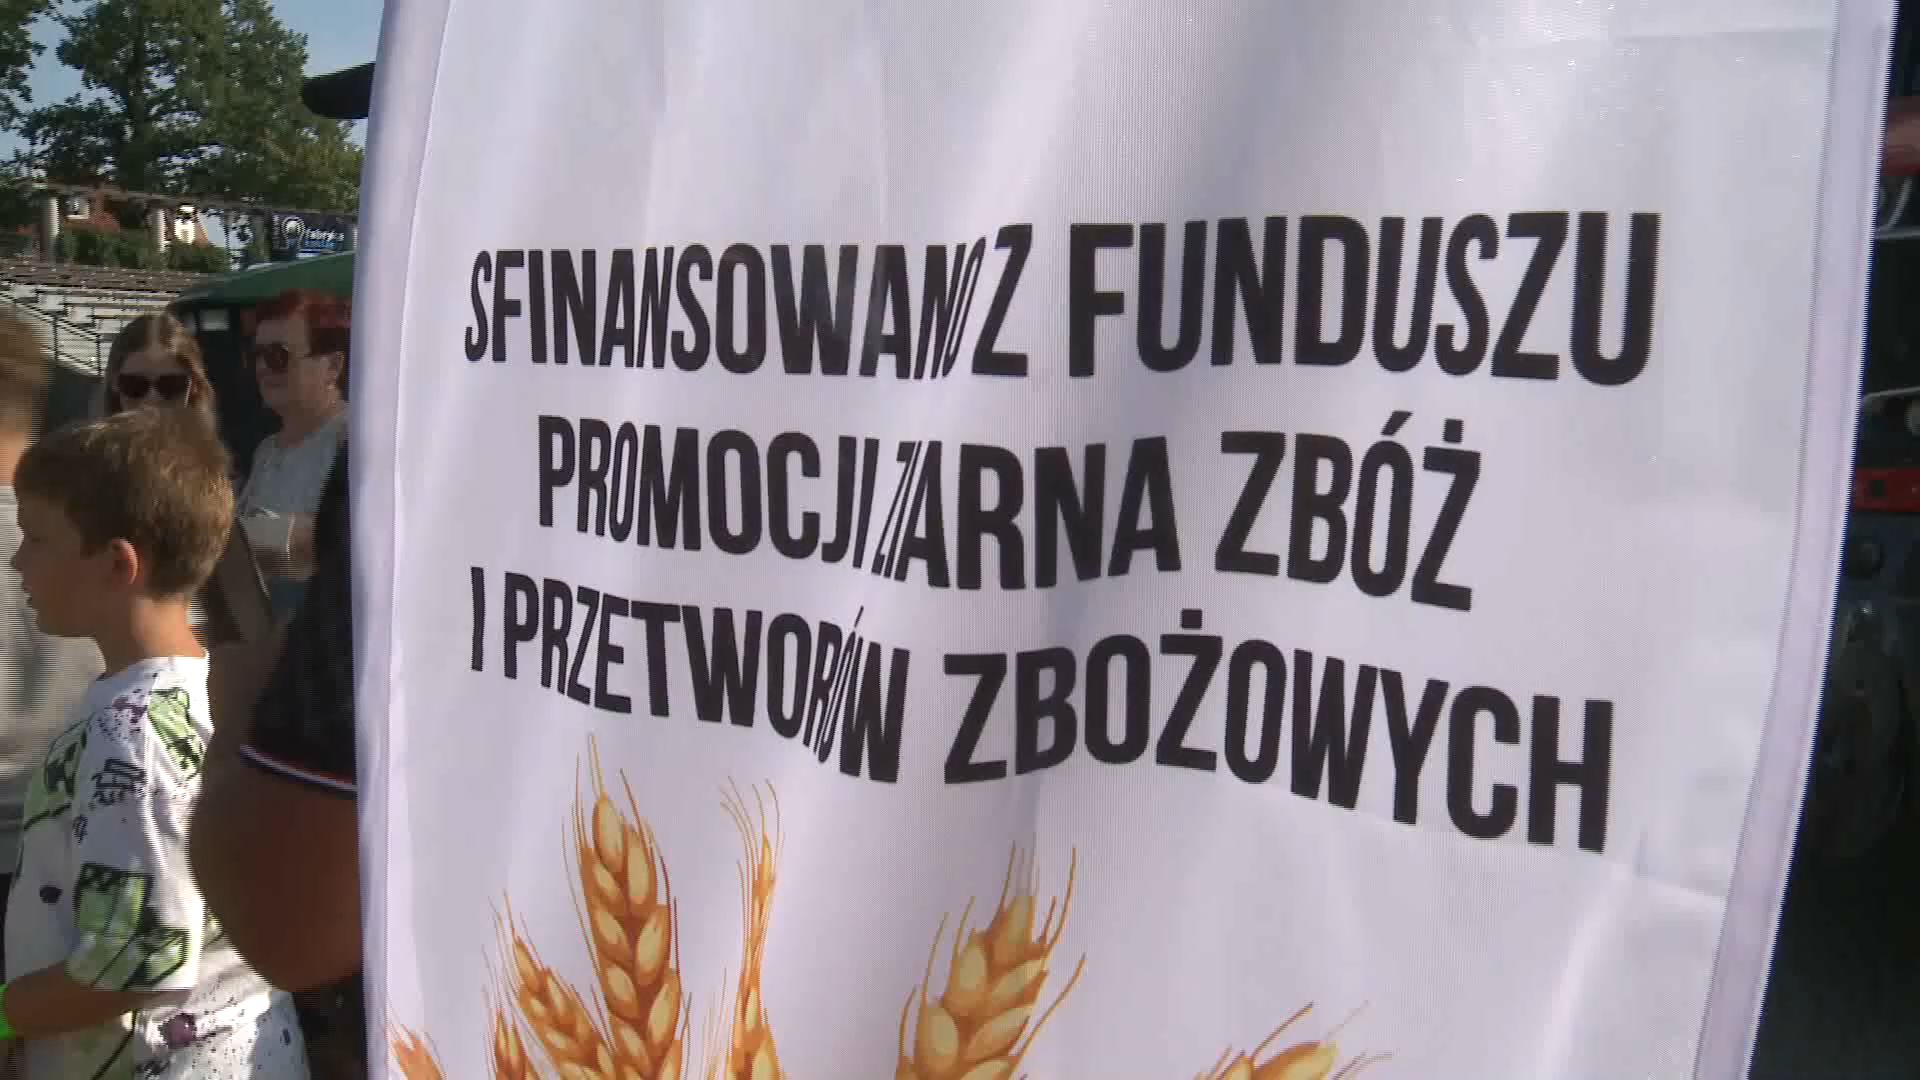 SFINANSOWANO Z FUNDUSZU
PROMOCJI ZIARNA ZBÓŻ
I PRZETWORÓW ZBOŻOWYCH